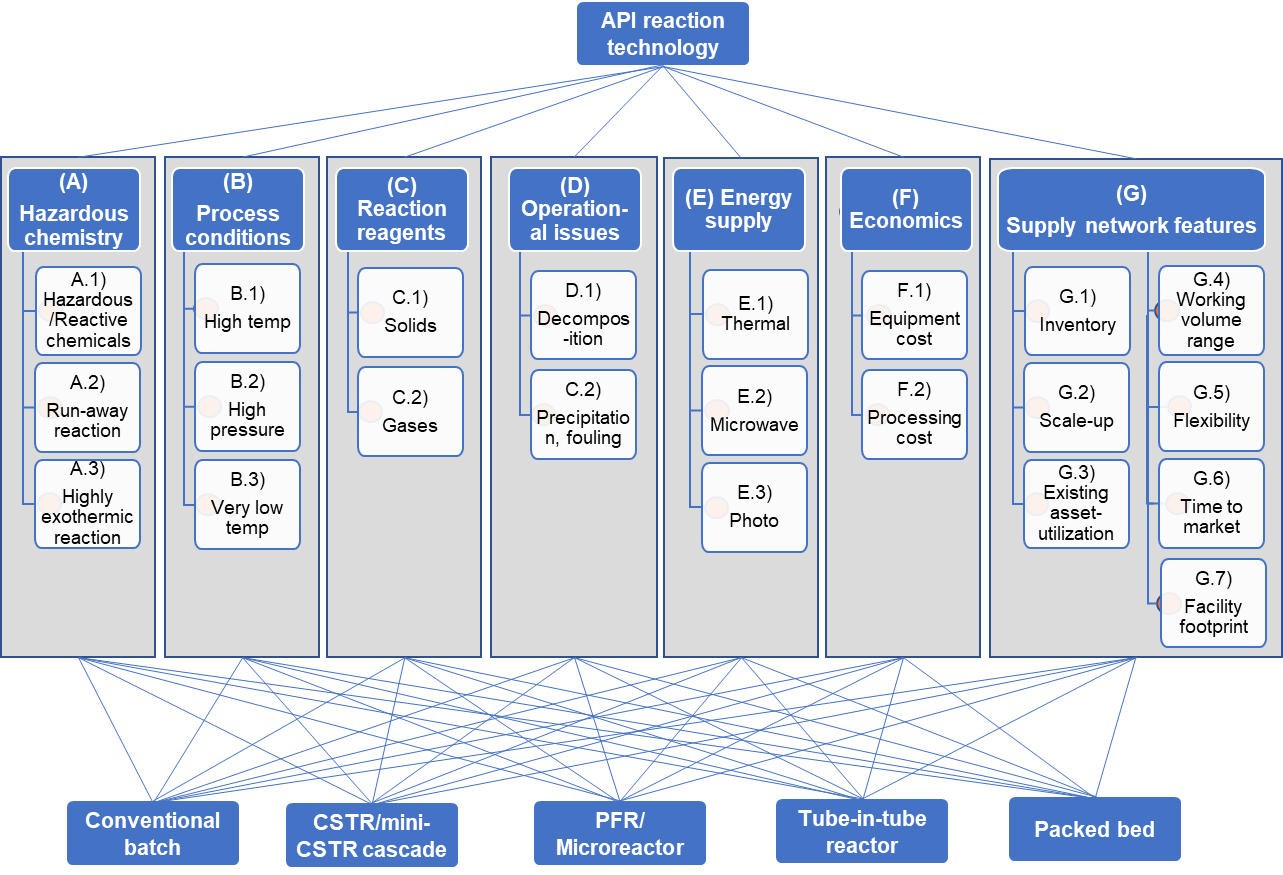 API reaction
technology
(A)
Hazardous
chemistry
A.1)
Hazardous
/Reactive
chemicals
A.2)
Run-away
reaction
A.3)
Highly
exothermic
reaction
(B)
Process
conditions
B.1)
High temp
B.2)
High
pressure
B.3)
Very low
temp
(C)
Reaction
reagents
C.1)
Solids
C.2)
Gases
(D)
Operation-
al issues
D.1)
Decompos
-ition
C.2)
Precipitatio
n, fouling
(E) Energy
supply
E.1)
Thermal
E.2)
Microwave
E.3)
Photo
(F)
Economics
F.1)
Equipment
cost
F.2)
Processing
cost
(G)
Supply network features
G.1)
Inventory
G.2)
Scale-up
G.3)
Existing
asset-
utilization
G.4)
Working
volume
range
G.5)
Flexibility
G.6)
Time to
market
G.7)
Facility
footprint
Conventional
batch
CSTR/mini-
CSTR cascade
PFR/
Microreactor
Tube-in-tube
reactor
Packed bed